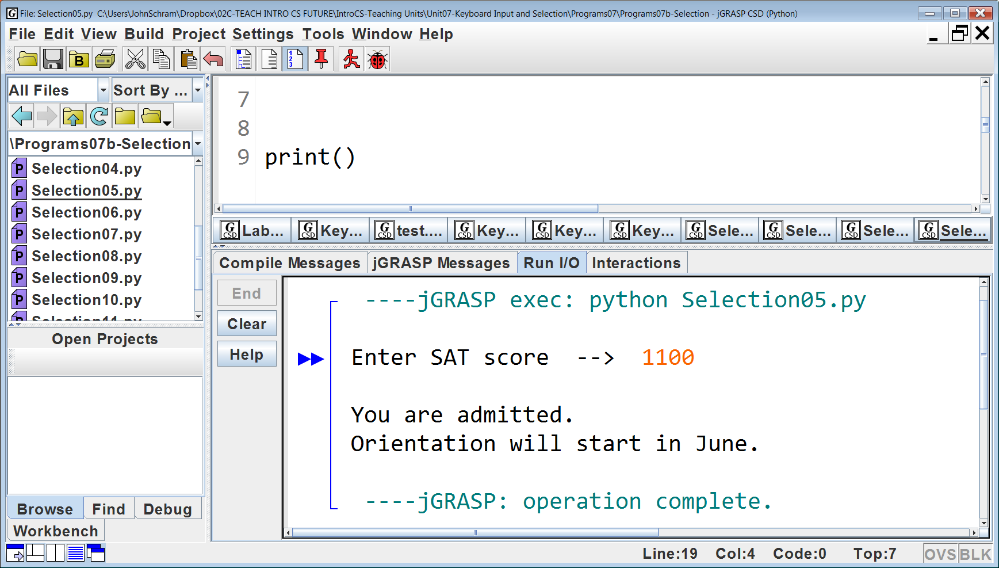 File: Selection05.py  C:\Users\JohnSchram\Dropbox\02C-TEACH INTRO CS FUTURE\IntroCS-Teaching Units\Unit07-Keyboard Input and Selection\Programs07\Programs07b-Selection - jGRASP CSD (Python)
File Edit View Build Project Settings Tools Window Help
All Files Sort By ...
\Programs07b-Selection
Selection04.py
Selection05.py
Selection06.py
Selection07.py
Selection08.py
Selection09.py
Selection10.py
Selection11.py
Open Projects
Browse Find Debug
Workbench
7
8
9 print()
Lab... Key... test.... Key... Key... Key... Sele... Sele... Sele... Sele...
Compile Messages jGRASP Messages Run I/O Interactions
End
Clear
Help
----jGRASP exec: python Selection05.py
Enter SAT score  -->  1100
You are admitted.
Orientation will start in June.
----jGRASP: operation complete.
Line:19 Col:4 Code:0 Top:7 OVS BLK